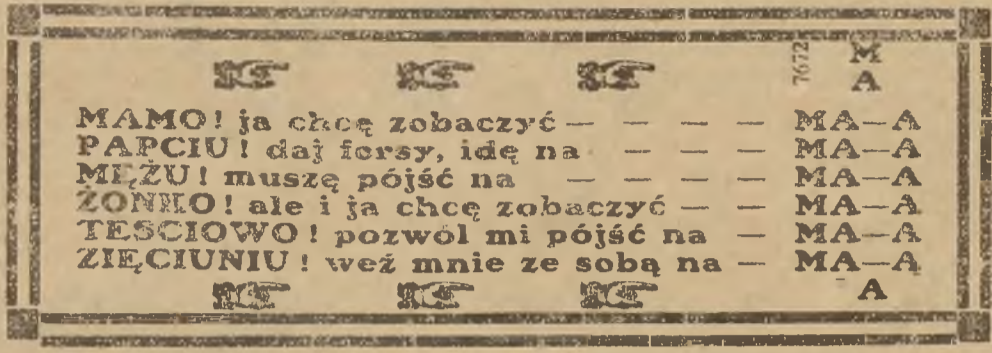 7672
M
A
MAMO! ja chcę zobaczyć — — — — MA—A
PAPCIU! daj forsy, idę na — — — MA—A
MĘŻU! muszę pójść na — — — — MA—A
ŻONKO! ale i ja chcę zobaczyć — — MA—A
TEŚCIOWO! pozwól mi pójść na — MA—A
ZIĘCIUNIU! weź mnie ze sobą na — MA—A
A